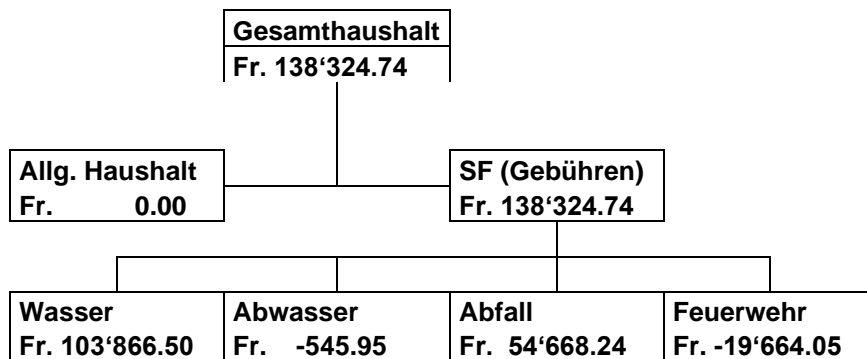 Gesamthaushalt
Fr. 138‘324.74
Allg. Haushalt
Fr. 0.00
SF (Gebühren)
Fr. 138‘324.74
Wasser
Fr. 103‘866.50
Abwasser
Fr. -545.95
Abfall
Fr. 54‘668.24
Feuerwehr
Fr. -19‘664.05